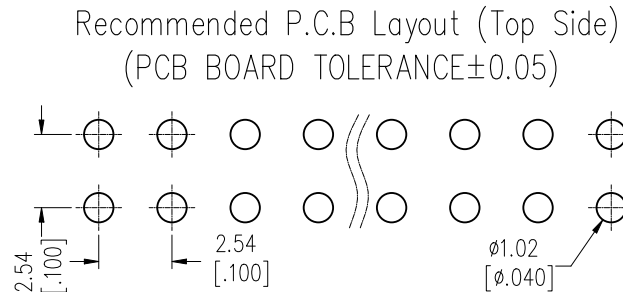 Recommended P.C.B Layout (Top Side)
(PCB BOARD TOLERANCE±0.05)
2.54
[.100]
2.54
[.100]
ø1.02
[ø.040]